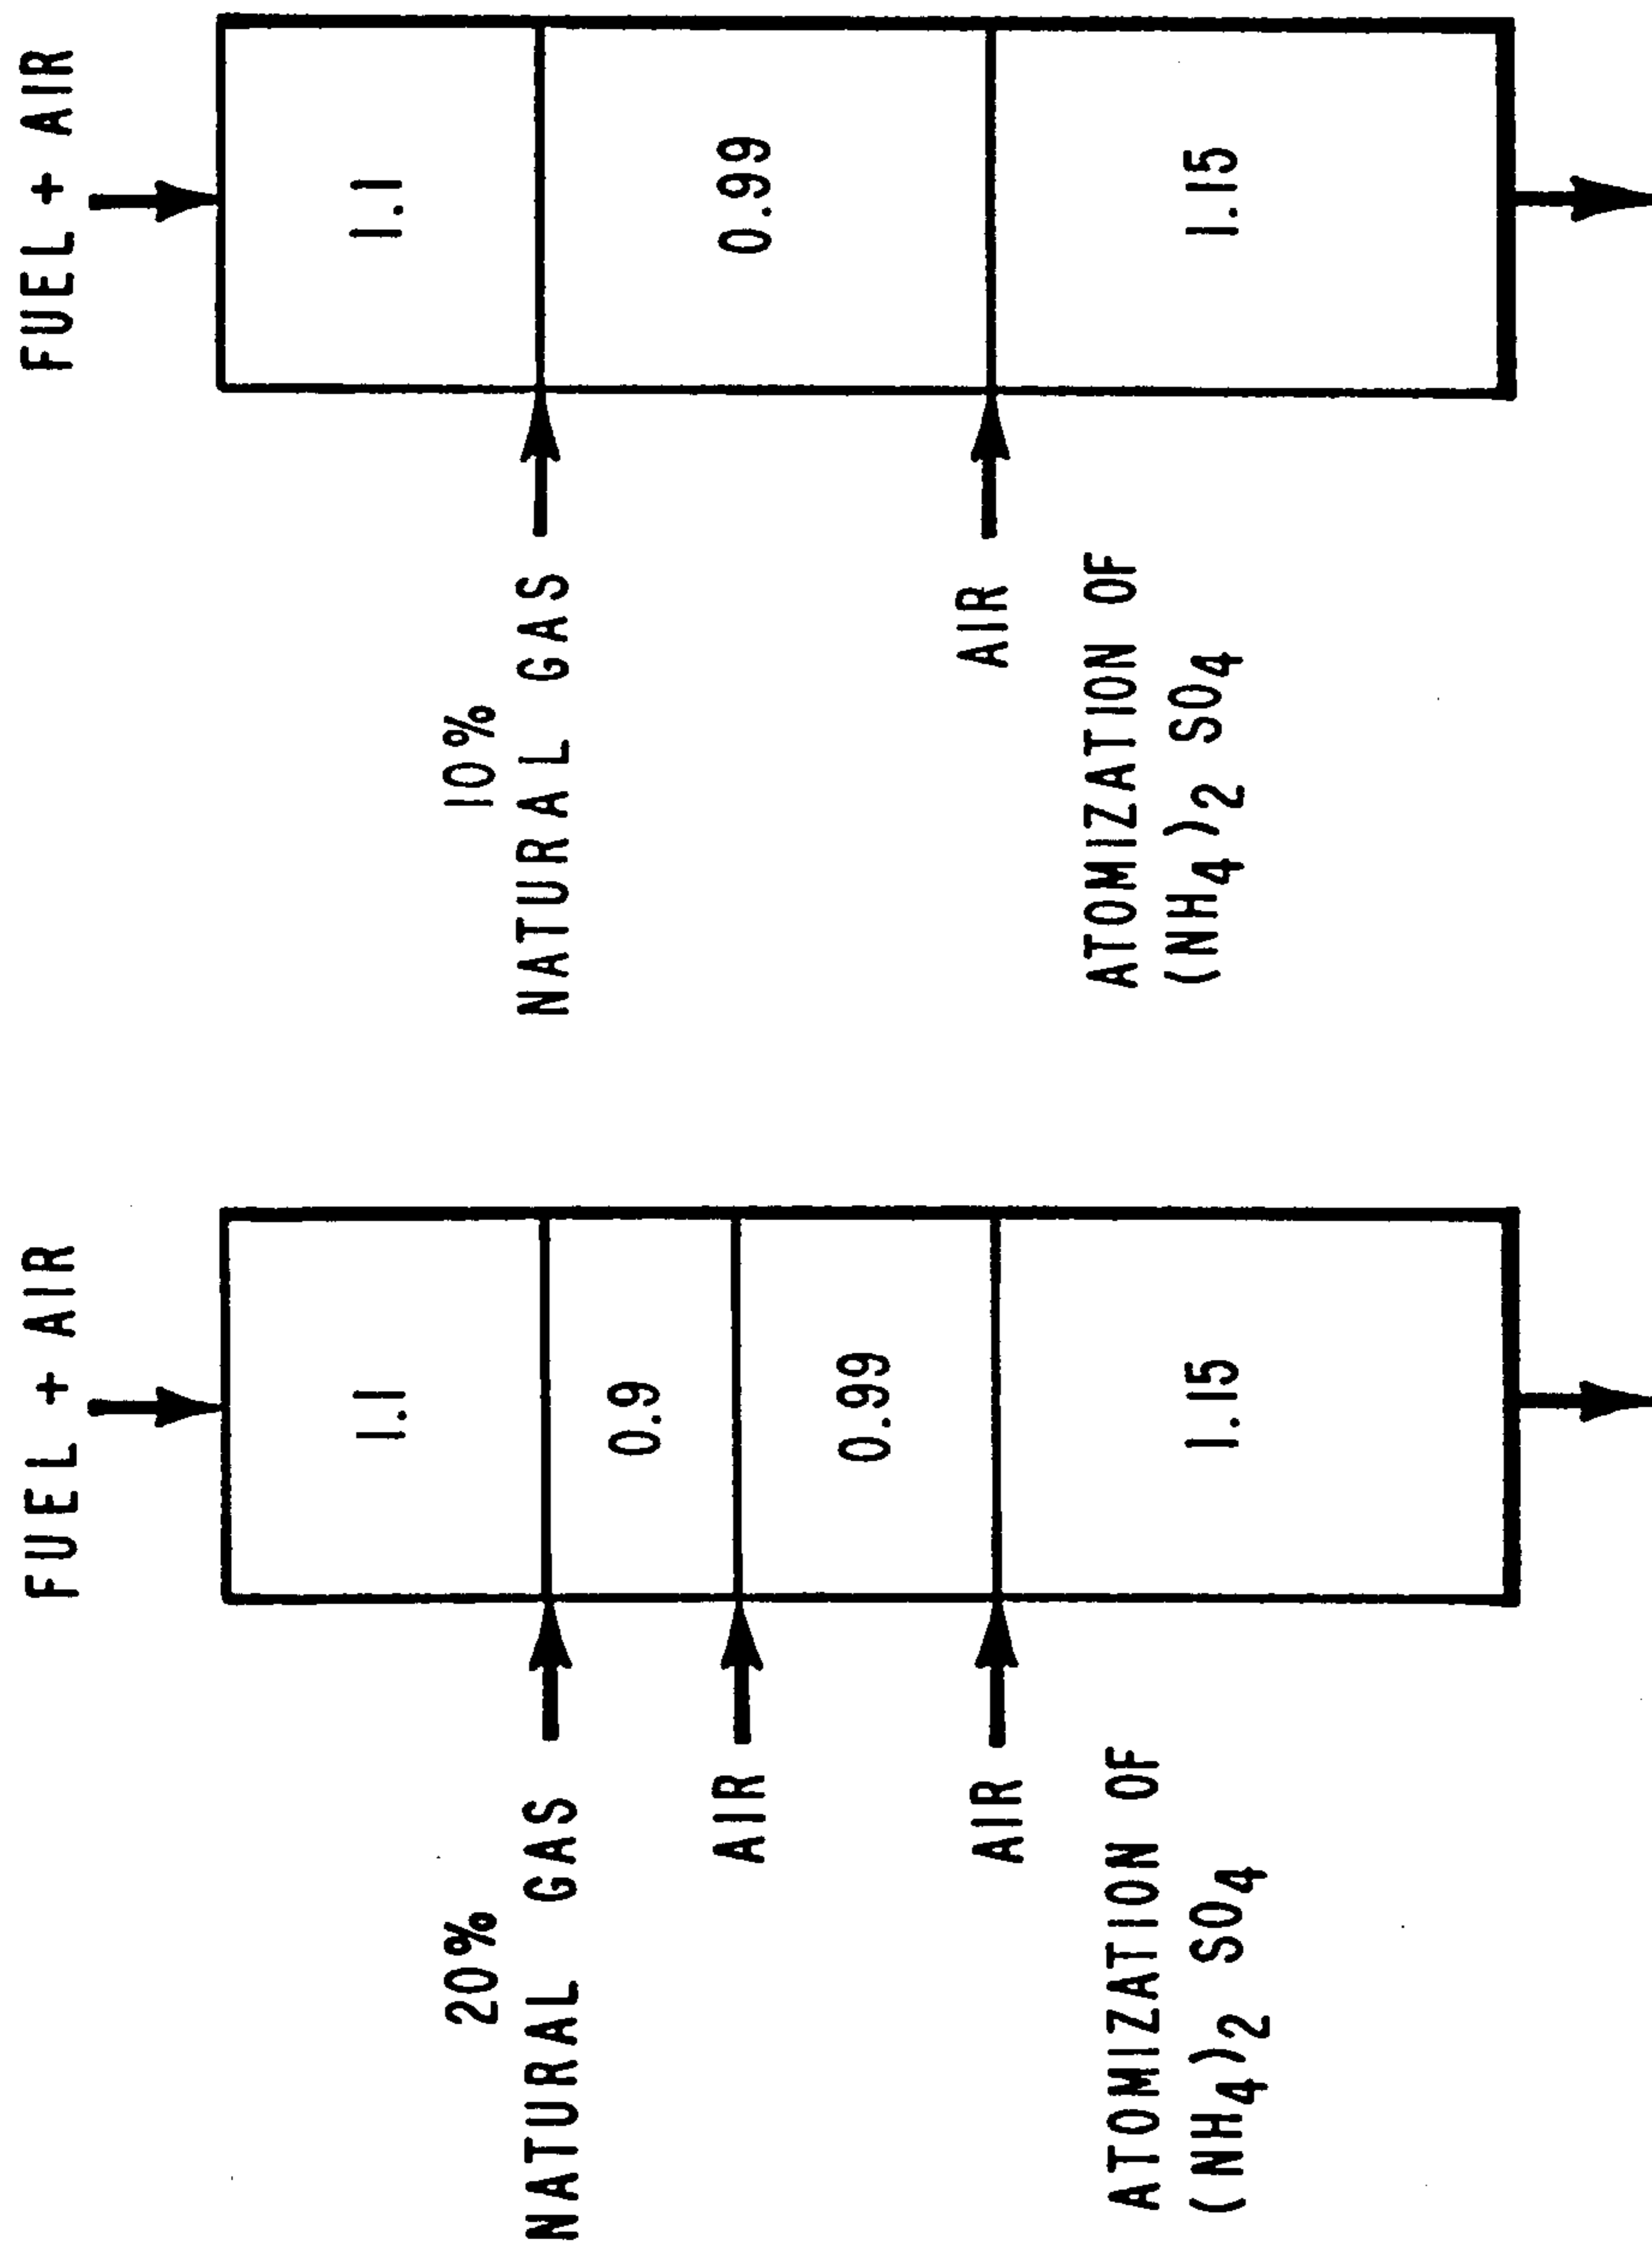 FUEL + AIR
1.1
20%
NATURAL GAS
0.9
AIR
0.99
AIR
ATOMIZATION OF
(NH4)2 SO4
1.15
FUEL + AIR
1.1
10%
NATURAL GAS
0.99
AIR
ATOMIZATION OF
(NH4)2 SO4
1.15